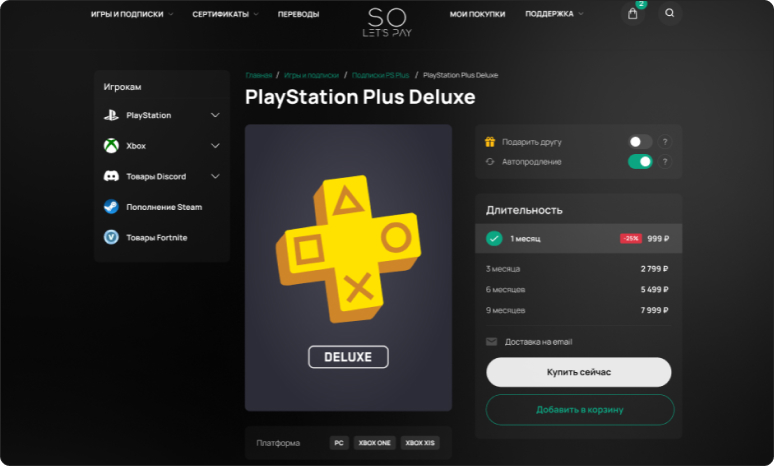 ИГРЫ И ПОДПИСКИ СЕРТИФИКАТЫ ПЕРЕВОДЫ SO LET'S PAY МОИ ПОКУПКИ ПОДДЕРЖКА 2
Игрокам
PlayStation
Xbox
Товары Discord
Пополнение Steam
Товары Fortnite
Главная / Игры и подписки / Подписки PS Plus / PlayStation Plus Deluxe
PlayStation Plus Deluxe
DELUXE
Платформа PC XBOX ONE XBOX X|S
Подарить другу ?
Автопродление ?
Длительность
1 месяц -25% 999 ₽
3 месяца 2 799 ₽
6 месяцев 5 499 ₽
9 месяцев 7 999 ₽
Доставка на email
Купить сейчас
Добавить в корзину